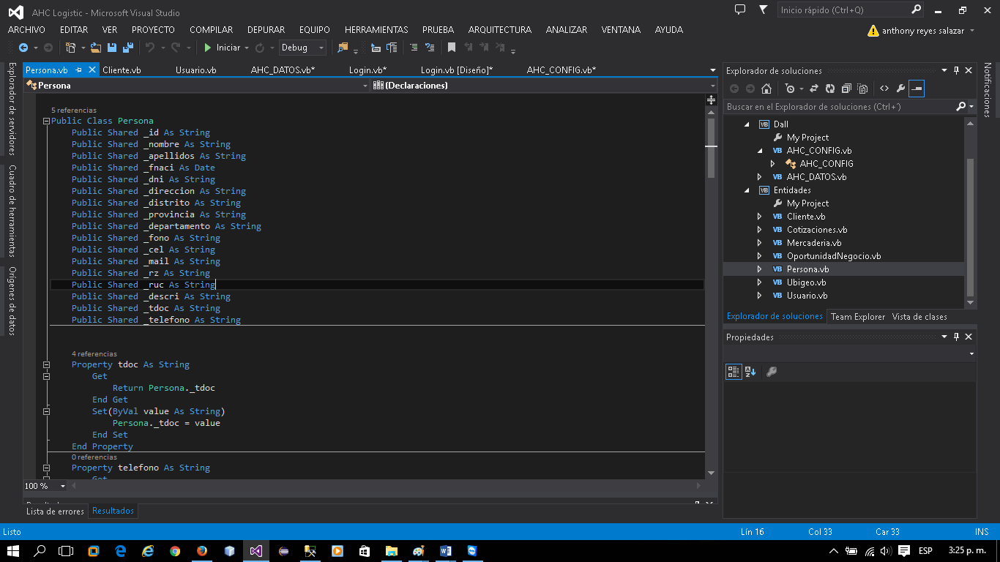 AHC Logistic - Microsoft Visual Studio
Inicio rápido (Ctrl+Q)
ARCHIVO EDITAR VER PROYECTO COMPILAR DEPURAR EQUIPO HERRAMIENTAS PRUEBA ARQUITECTURA ANALIZAR VENTANA AYUDA
anthony reyes salazar
Iniciar Debug
Persona.vb Cliente.vb Usuario.vb AHC_DATOS.vb* Login.vb* Login.vb [Diseño]* AHC_CONFIG.vb*
Persona (Declaraciones)
Explorador de servidores
Cuadro de herramientas
Orígenes de datos
5 referencias
Public Class Persona
Public Shared _id As String
Public Shared _nombre As String
Public Shared _apellidos As String
Public Shared _fnaci As Date
Public Shared _dni As String
Public Shared _direccion As String
Public Shared _distrito As String
Public Shared _provincia As String
Public Shared _departamento As String
Public Shared _fono As String
Public Shared _cel As String
Public Shared _mail As String
Public Shared _rz As String
Public Shared _ruc As String
Public Shared _descri As String
Public Shared _tdoc As String
Public Shared _telefono As String
4 referencias
Property tdoc As String
Get
Return Persona._tdoc
End Get
Set(ByVal value As String)
Persona._tdoc = value
End Set
End Property
0 referencias
Property telefono As String
Get
100 %
Lista de errores Resultados
Explorador de soluciones
Buscar en el Explorador de soluciones (Ctrl+´)
VB Dall
My Project
VB AHC_CONFIG.vb
AHC_CONFIG
VB AHC_DATOS.vb
VB Entidades
My Project
VB Cliente.vb
VB Cotizaciones.vb
VB Mercaderia.vb
VB OportunidadNegocio.vb
VB Persona.vb
VB Ubigeo.vb
VB Usuario.vb
Explorador de soluciones Team Explorer Vista de clases
Propiedades
Notificaciones
Listo Lín 16 Col 33 Car 33 INS
ESP 3:25 p. m.